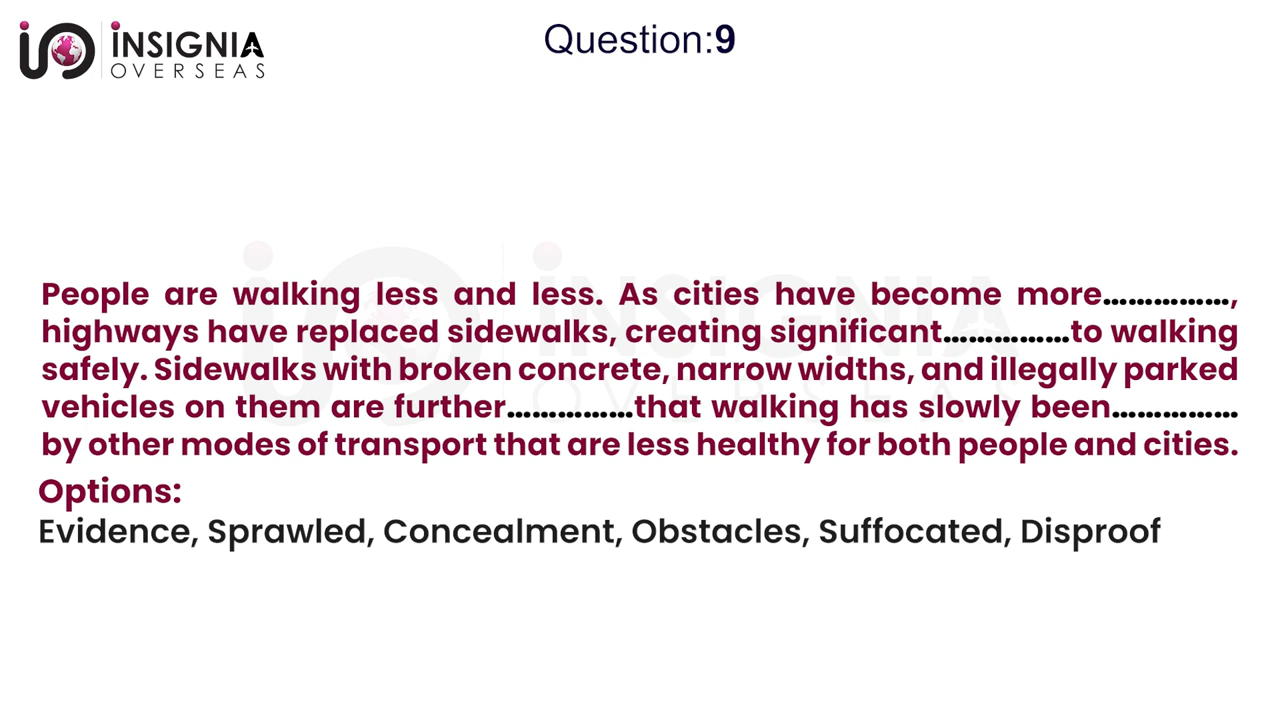 INSIGNIA
OVERSEAS
Question:9
People are walking less and less. As cities have become more……………,
highways have replaced sidewalks, creating significant……………to walking
safely. Sidewalks with broken concrete, narrow widths, and illegally parked
vehicles on them are further……………that walking has slowly been……………
by other modes of transport that are less healthy for both people and cities.
Options:
Evidence, Sprawled, Concealment, Obstacles, Suffocated, Disproof